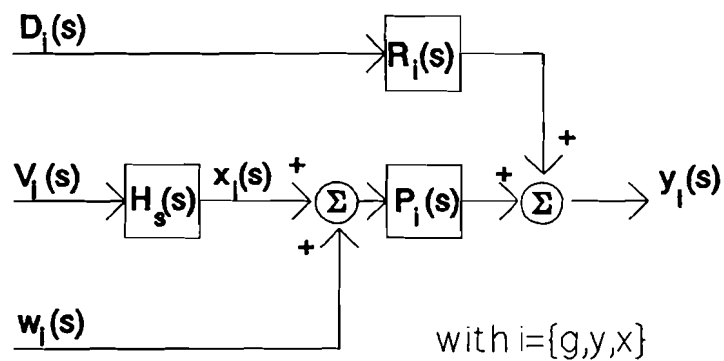 D_i(s)
R_i(s)
+
V_i(s)
H_s(s)
x_i(s)
+
Σ
P_i(s)
+
Σ
y_i(s)
+
w_i(s)
with i={g,y,x}